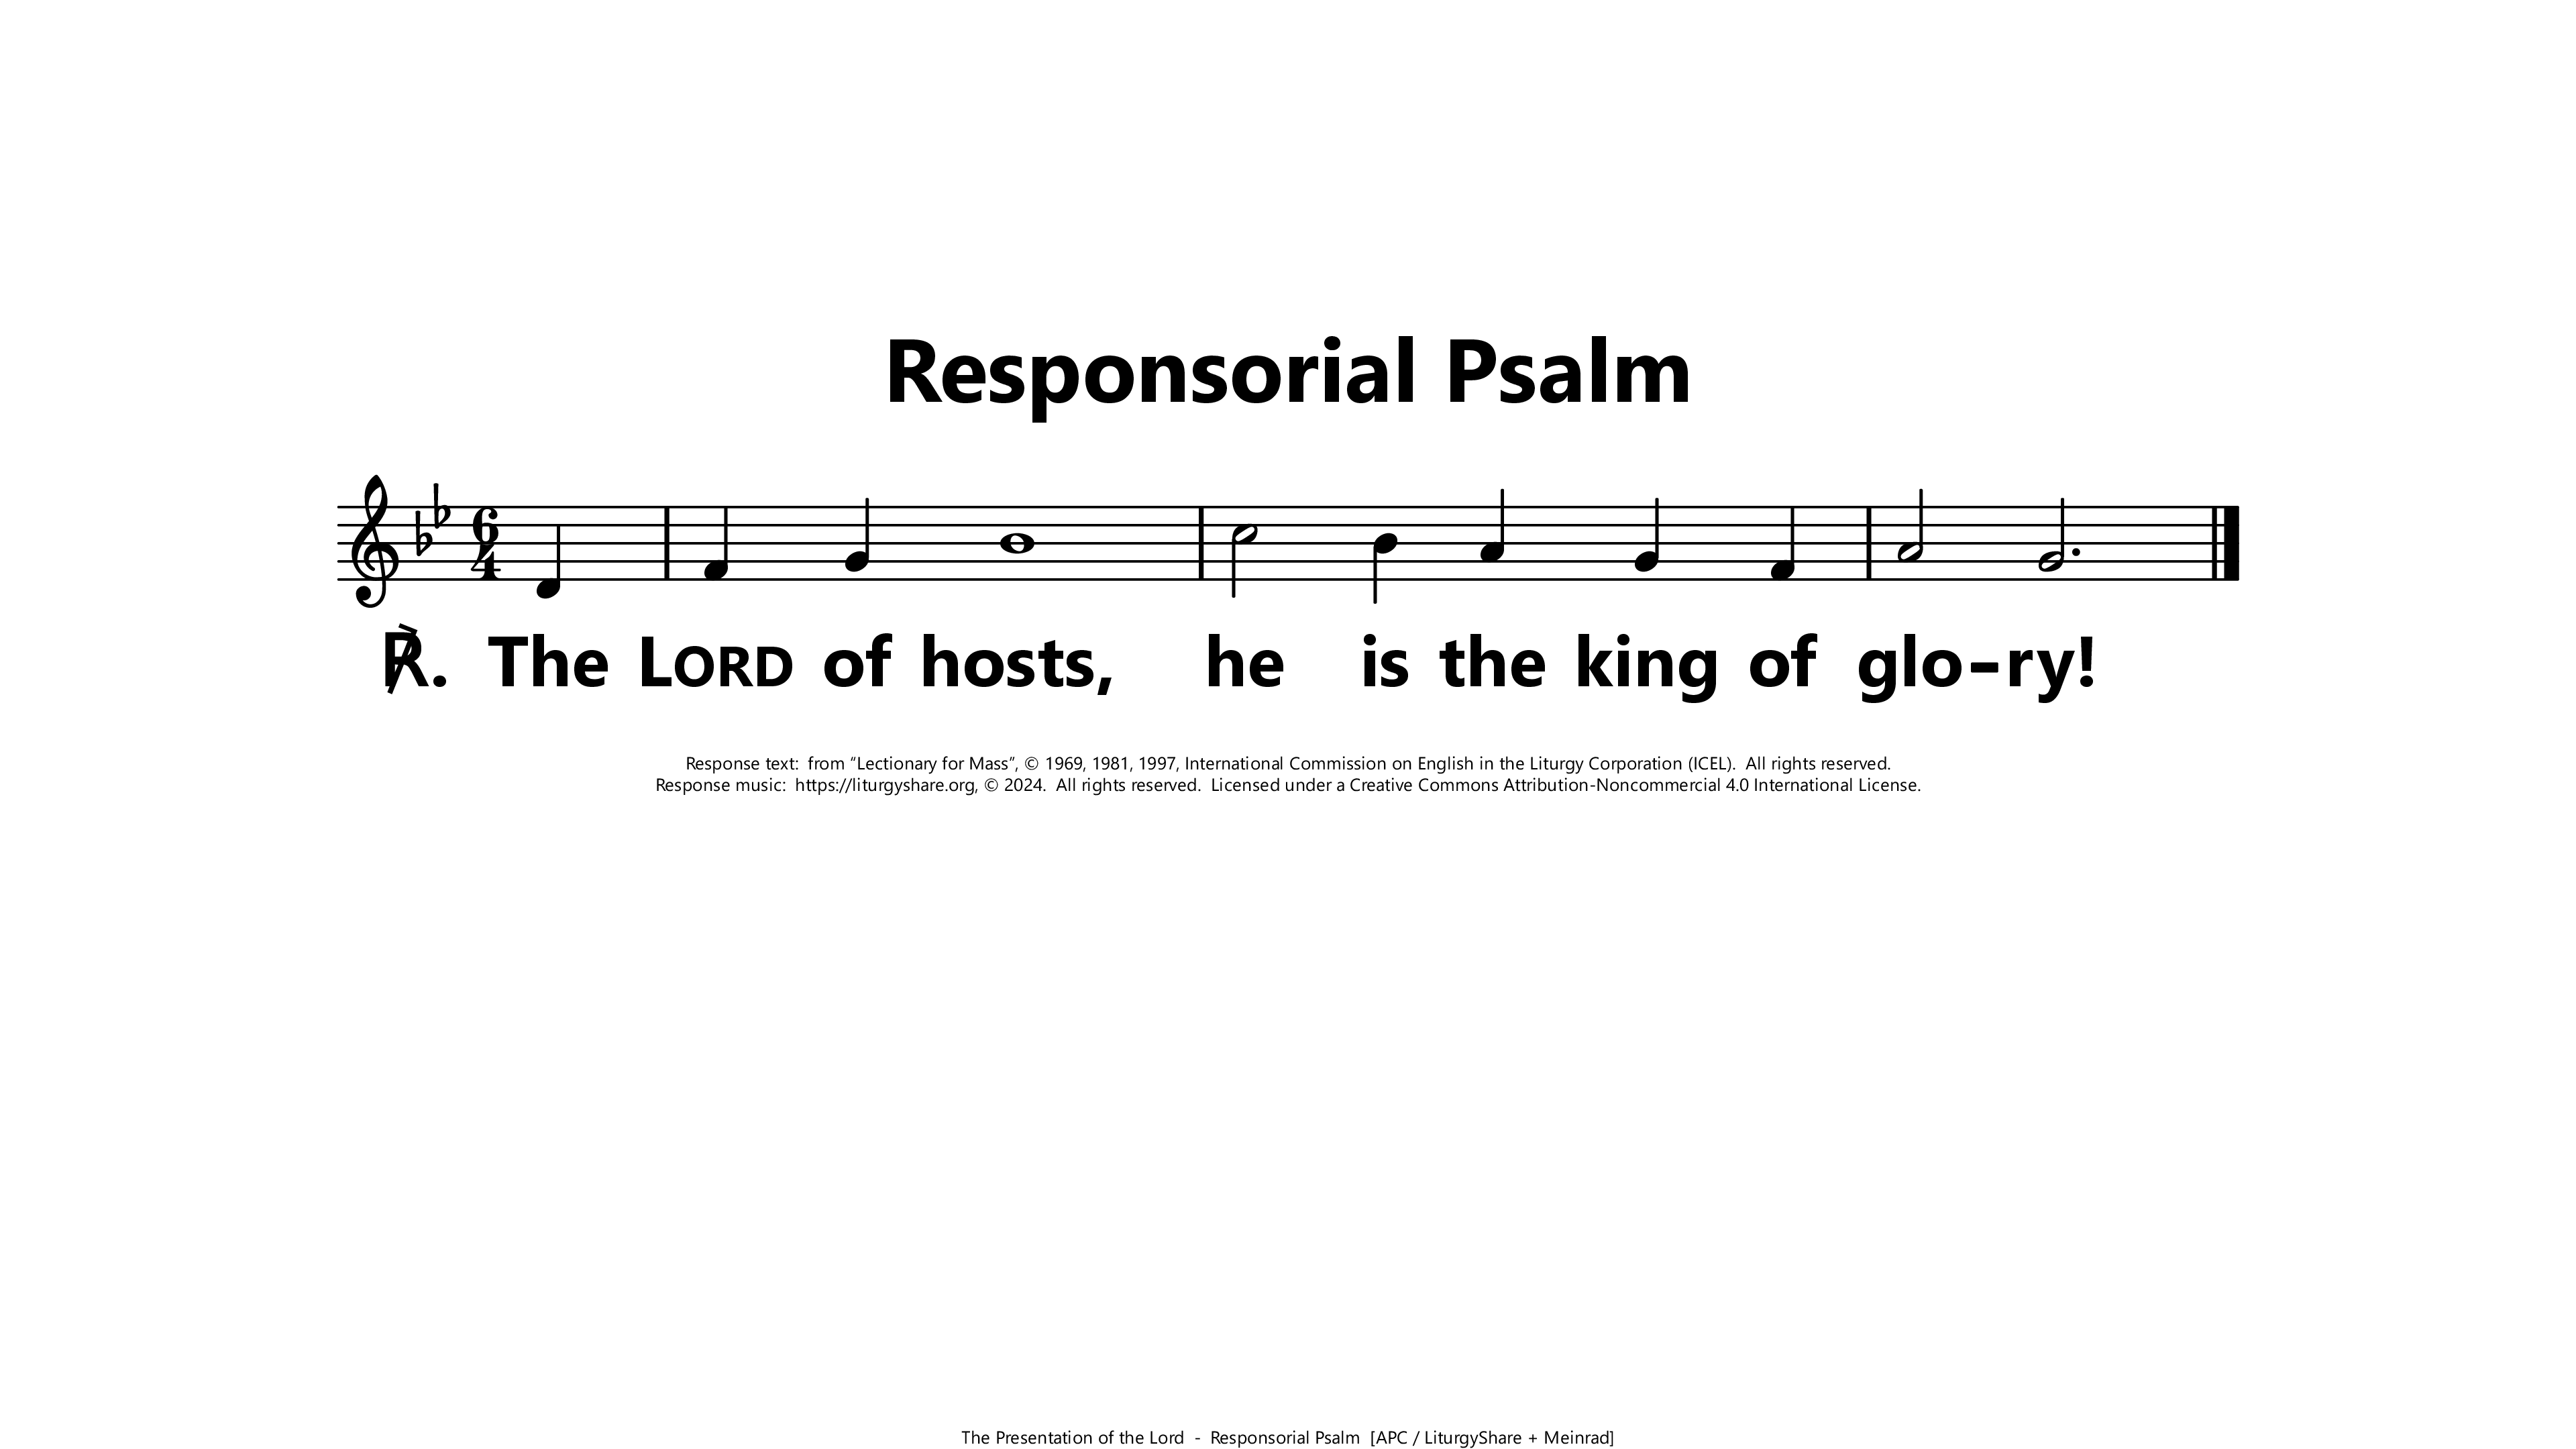 Responsorial Psalm
6
4
℟. The LORD of hosts, he is the king of glo-ry!
Response text: from “Lectionary for Mass”, © 1969, 1981, 1997, International Commission on English in the Liturgy Corporation (ICEL). All rights reserved.
Response music: https://liturgyshare.org, © 2024. All rights reserved. Licensed under a Creative Commons Attribution-Noncommercial 4.0 International License.
The Presentation of the Lord - Responsorial Psalm [APC / LiturgyShare + Meinrad]